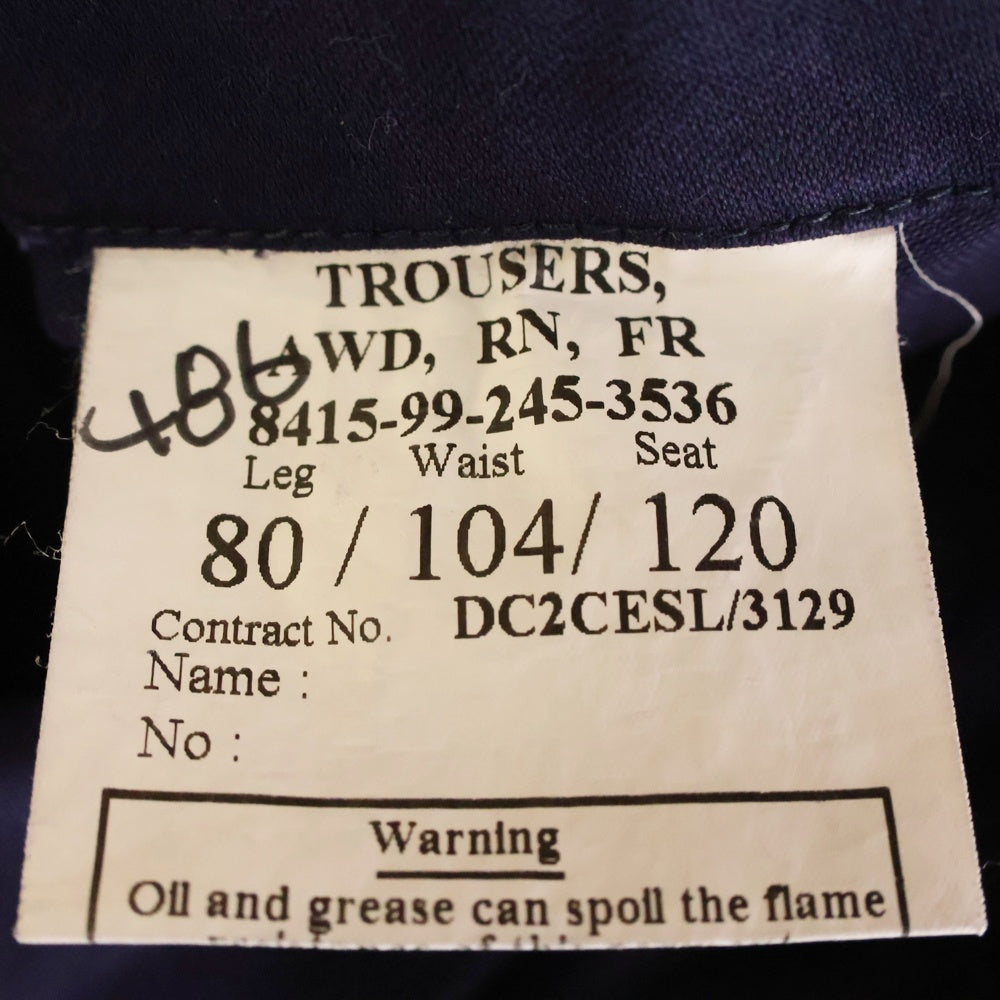 TROUSERS,
AWD, RN, FR
8415-99-245-3536
Leg Waist Seat
80 / 104/ 120
Contract No. DC2CESL/3129
Name :
No :
Warning
Oil and grease can spoil the flame